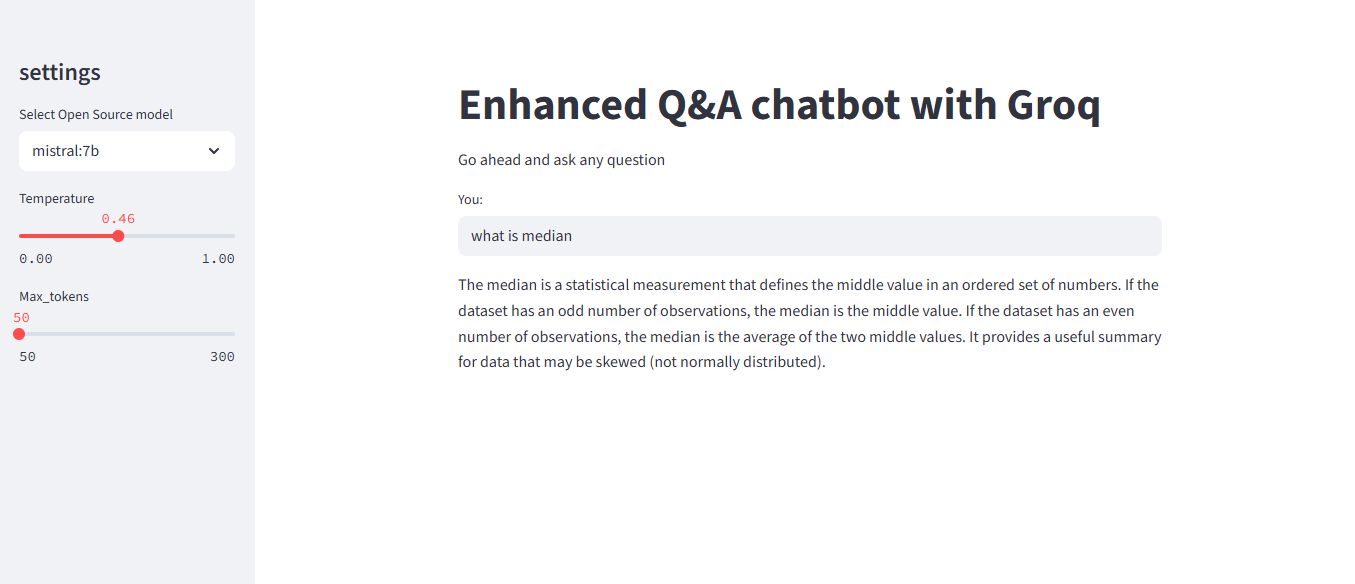 settings
Select Open Source model
mistral:7b
Temperature
0.46
0.00 1.00
Max_tokens
50
50 300
Enhanced Q&A chatbot with Groq
Go ahead and ask any question
You:
what is median
The median is a statistical measurement that defines the middle value in an ordered set of numbers. If the
dataset has an odd number of observations, the median is the middle value. If the dataset has an even
number of observations, the median is the average of the two middle values. It provides a useful summary
for data that may be skewed (not normally distributed).